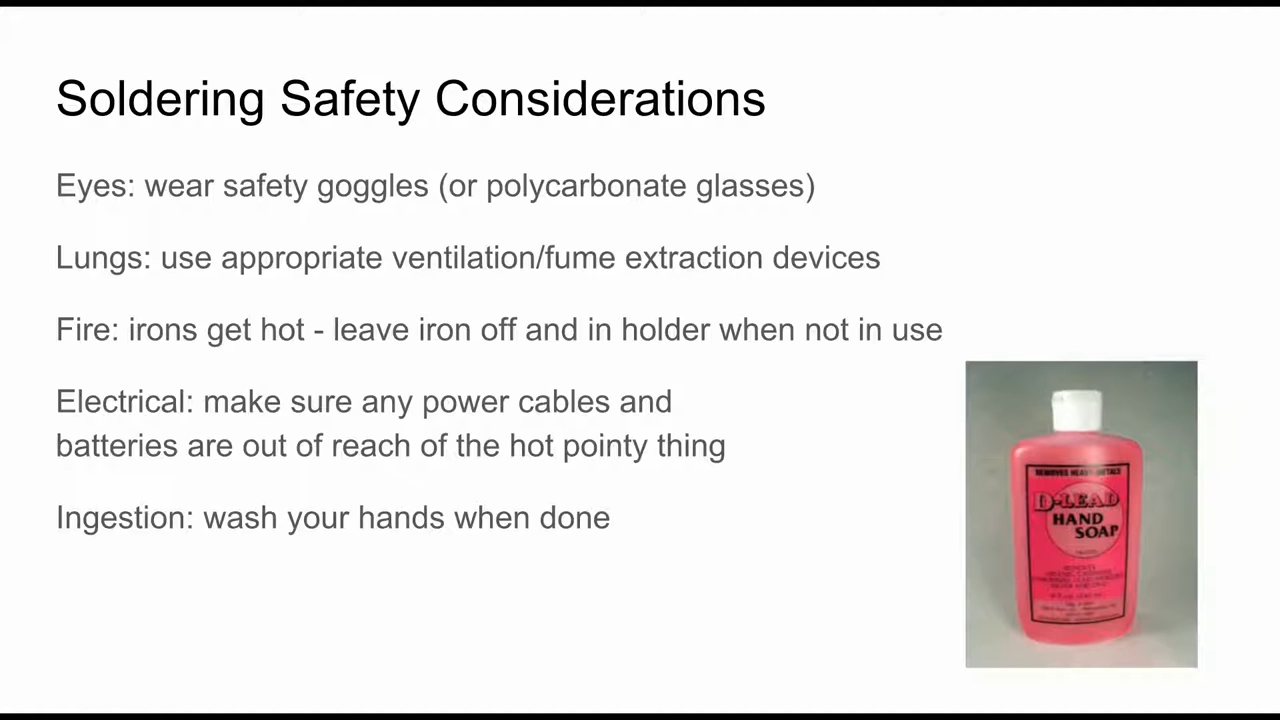 Soldering Safety Considerations
Eyes: wear safety goggles (or polycarbonate glasses)
Lungs: use appropriate ventilation/fume extraction devices
Fire: irons get hot - leave iron off and in holder when not in use
Electrical: make sure any power cables and
batteries are out of reach of the hot pointy thing
Ingestion: wash your hands when done
REMOVES HEAVY METALS
D-LEAD
HAND
SOAP